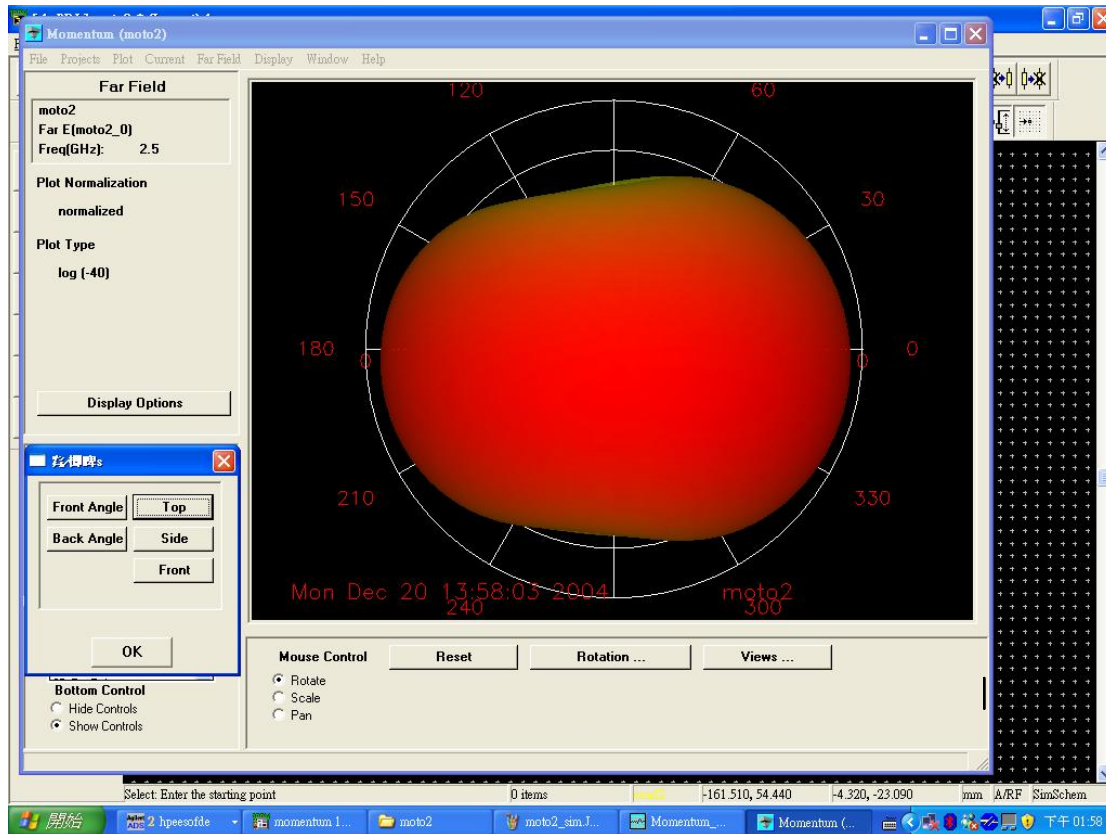 Momentum (moto2)
File Projects Plot Current Far Field Display Window Help
Far Field
moto2
Far E(moto2_0)
Freq(GHz): 2.5
Plot Normalization
normalized
Plot Type
log (-40)
Display Options
Front Angle Top
Back Angle Side
Front
OK
Bottom Control
Hide Controls
Show Controls
120 60
150 30
180 0 0 0
210 330
Mon Dec 20 13:58:03 2004 moto2
240 300
Mouse Control Reset Rotation ... Views ...
Rotate
Scale
Pan
Select: Enter the starting point 0 items -161.510, 54.440 -4.320, -23.090 mm A/RF SimSchem
開始 Agilent ADS 2 hpeesofde momentum 1... moto2 moto2_sim.J... Momentum_... Momentum (... 下午 01:58